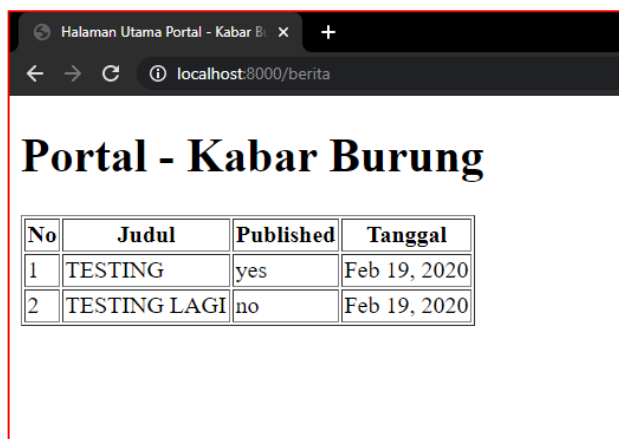 Halaman Utama Portal - Kabar Bu
localhost:8000/berita
Portal - Kabar Burung
No Judul Published Tanggal
1 TESTING yes Feb 19, 2020
2 TESTING LAGI no Feb 19, 2020